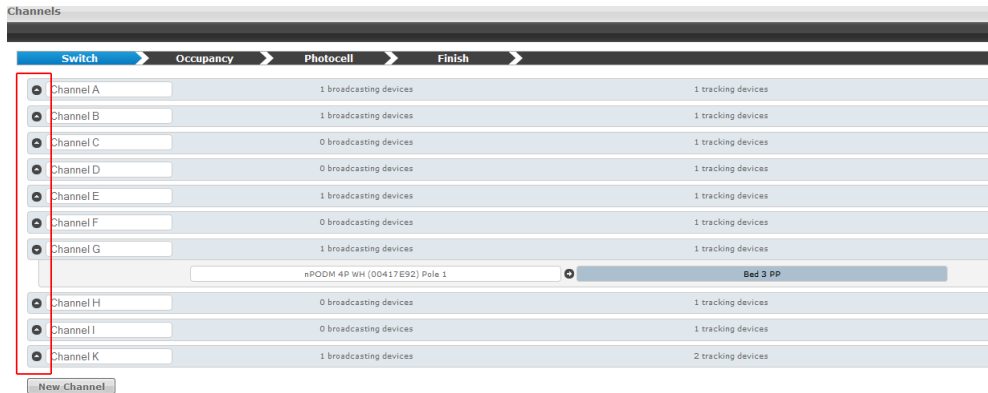 Channels
Switch Occupancy Photocell Finish
Channel A 1 broadcasting devices 1 tracking devices
Channel B 1 broadcasting devices 1 tracking devices
Channel C 0 broadcasting devices 1 tracking devices
Channel D 0 broadcasting devices 1 tracking devices
Channel E 1 broadcasting devices 1 tracking devices
Channel F 0 broadcasting devices 1 tracking devices
Channel G 1 broadcasting devices 1 tracking devices
nPODM 4P WH (00417E92) Pole 1 Bed 3 PP
Channel H 0 broadcasting devices 1 tracking devices
Channel I 0 broadcasting devices 1 tracking devices
Channel K 1 broadcasting devices 2 tracking devices
New Channel